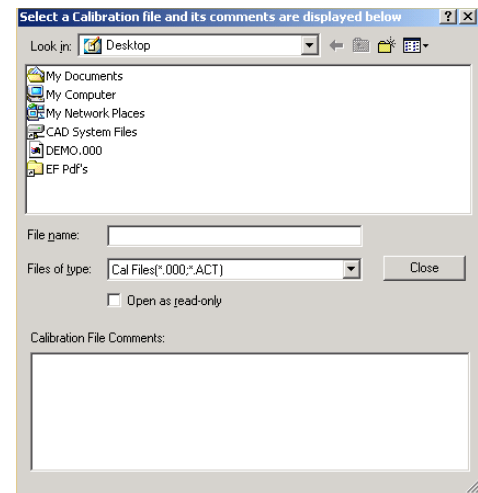 Select a Calibration file and its comments are displayed below
Look in: Desktop
My Documents
My Computer
My Network Places
CAD System Files
DEMO.000
EF Pdf's
File name:
Files of type: Cal Files(*.000;*.ACT) Close
Open as read-only
Calibration File Comments: